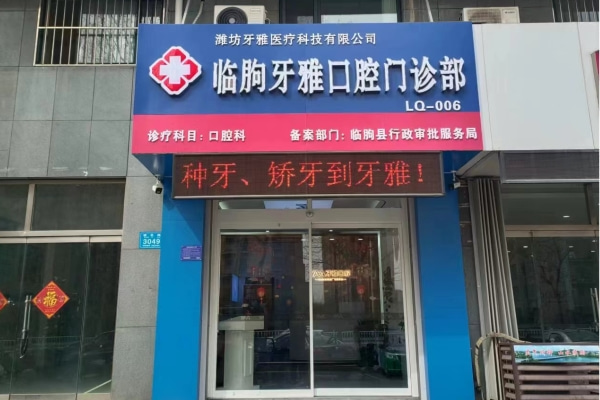 潍坊牙雅医疗科技有限公司
临朐牙雅口腔门诊部
LQ-006
诊疗科目：口腔科
备案部门：临朐县行政审批服务局
种牙、矫牙到牙雅！
3049
福